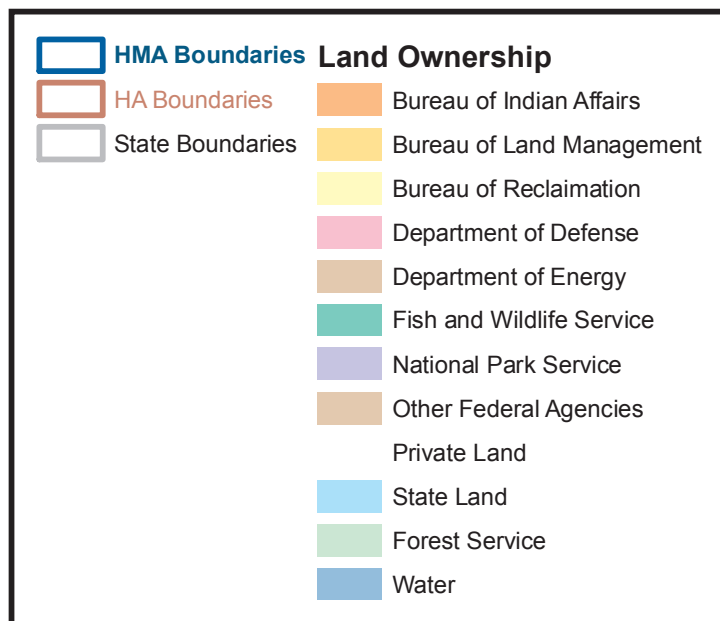 HMA Boundaries
HA Boundaries
State Boundaries
Land Ownership
Bureau of Indian Affairs
Bureau of Land Management
Bureau of Reclamation
Department of Defense
Department of Energy
Fish and Wildlife Service
National Park Service
Other Federal Agencies
Private Land
State Land
Forest Service
Water